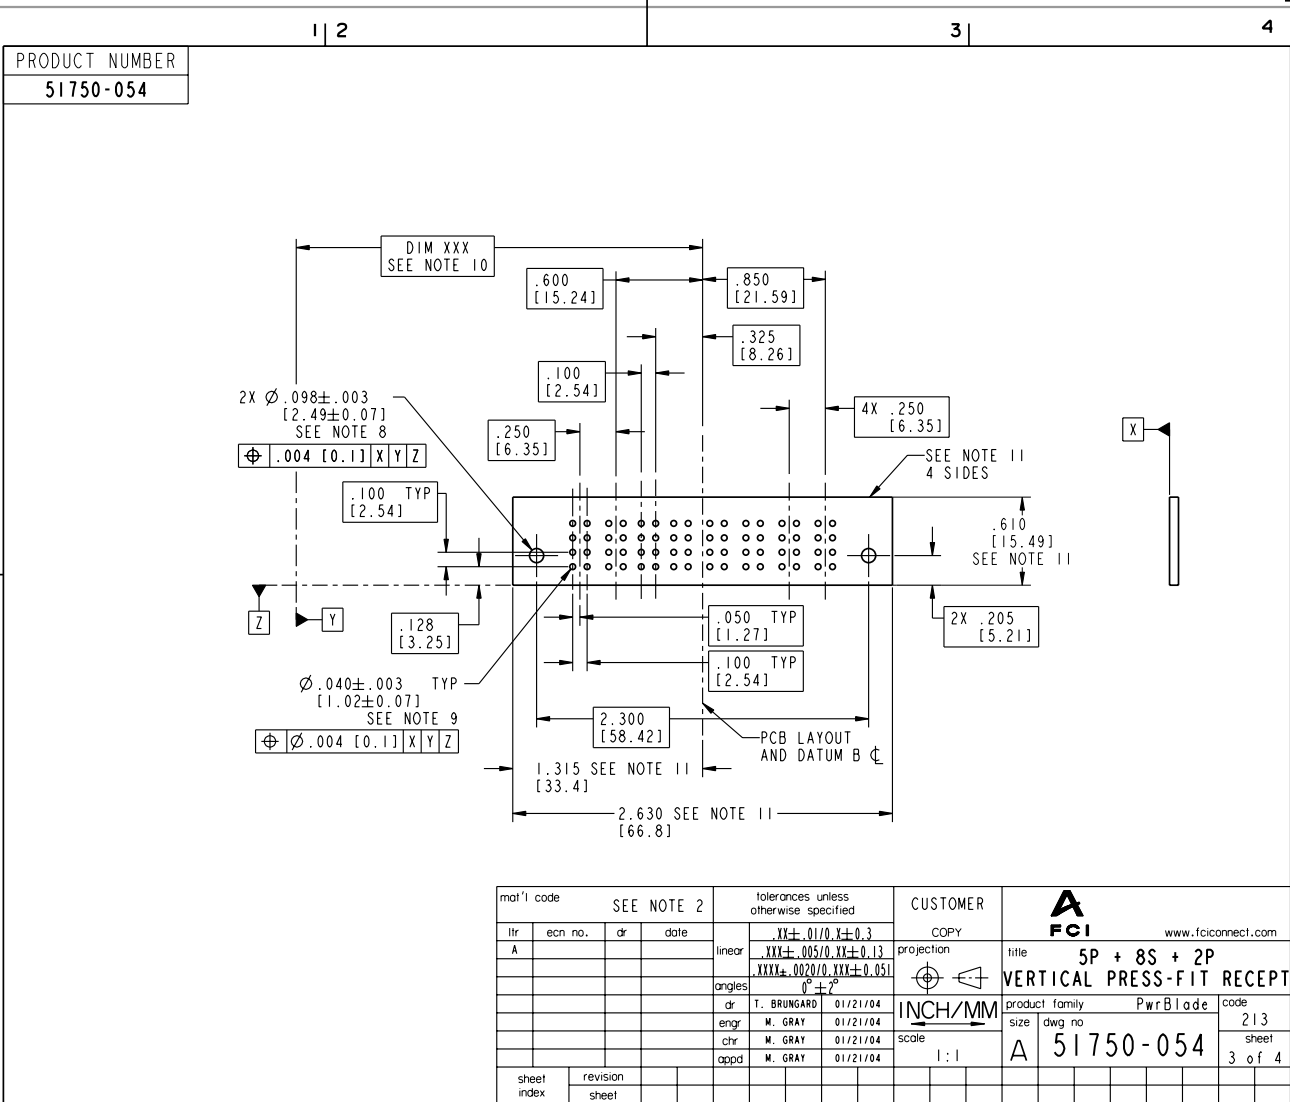 1 2 3 4
PRODUCT NUMBER
51750-054
DIM XXX
SEE NOTE 10
.600
[15.24]
.850
[21.59]
.325
[8.26]
.100
[2.54]
2X Ø .098±.003
[2.49±0.07]
SEE NOTE 8
⌖ .004 [0.1] X Y Z
4X .250
[6.35]
.250
[6.35]
X
SEE NOTE 11
4 SIDES
.100 TYP
[2.54]
.610
[15.49]
SEE NOTE 11
Z
Y
.128
[3.25]
.050 TYP
[1.27]
2X .205
[5.21]
.100 TYP
[2.54]
Ø.040±.003 TYP
[1.02±0.07]
SEE NOTE 9
⌖ Ø.004 [0.1] X Y Z
2.300
[58.42]
PCB LAYOUT
AND DATUM B ℄
1.315 SEE NOTE 11
[33.4]
2.630 SEE NOTE 11
[66.8]
mat'l code SEE NOTE 2
ltr ecn no. dr date
A
tolerances unless
otherwise specified
linear
.XX±.01/0.X±0.3
.XXX±.005/0.XX±0.13
.XXXX±.0020/0.XXX±0.051
angles 0°±2°
dr T. BRUNGARD 01/21/04
engr M. GRAY 01/21/04
chr M. GRAY 01/21/04
appd M. GRAY 01/21/04
CUSTOMER
COPY
projection
INCH/MM
scale
1:1
FCI
www.fciconnect.com
title 5P + 8S + 2P
VERTICAL PRESS-FIT RECEPT
product family PwrBlade
code
213
size
A
dwg no
51750-054
sheet
3 of 4
sheet
index
revision
sheet